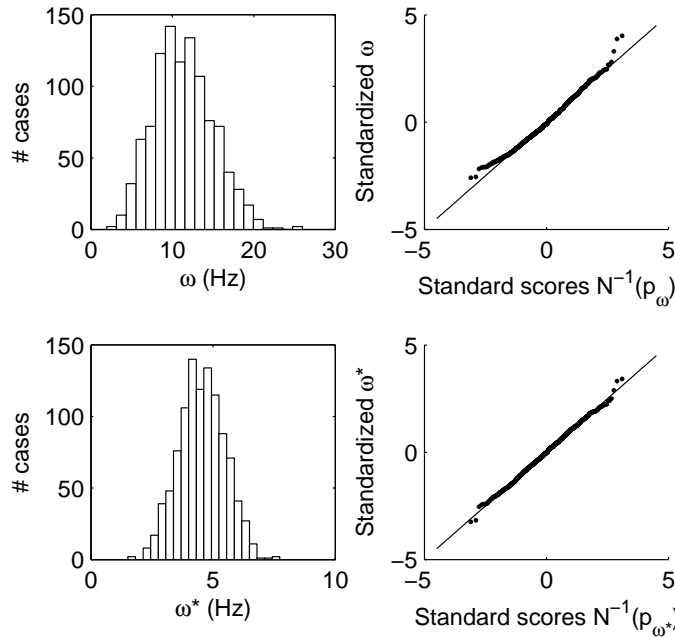 150
100
50
0
# cases
0 10 20 30
ω (Hz)
5
0
−5
Standardized ω
−5 0 5
Standard scores N⁻¹(p_ω)
150
100
50
0
# cases
0 5 10
ω* (Hz)
5
0
−5
Standardized ω*
−5 0 5
Standard scores N⁻¹(p_ω*)